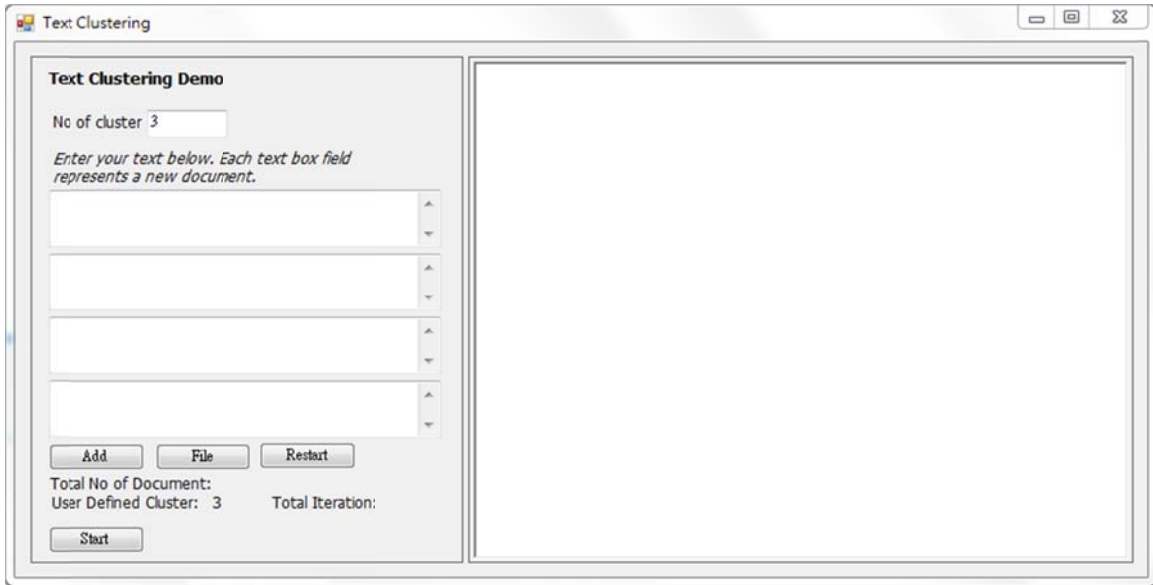 Text Clustering
Text Clustering Demo
No of cluster 3
Enter your text below. Each text box field
represents a new document.
Add File Restart
Total No of Document:
User Defined Cluster: 3 Total Iteration:
Start